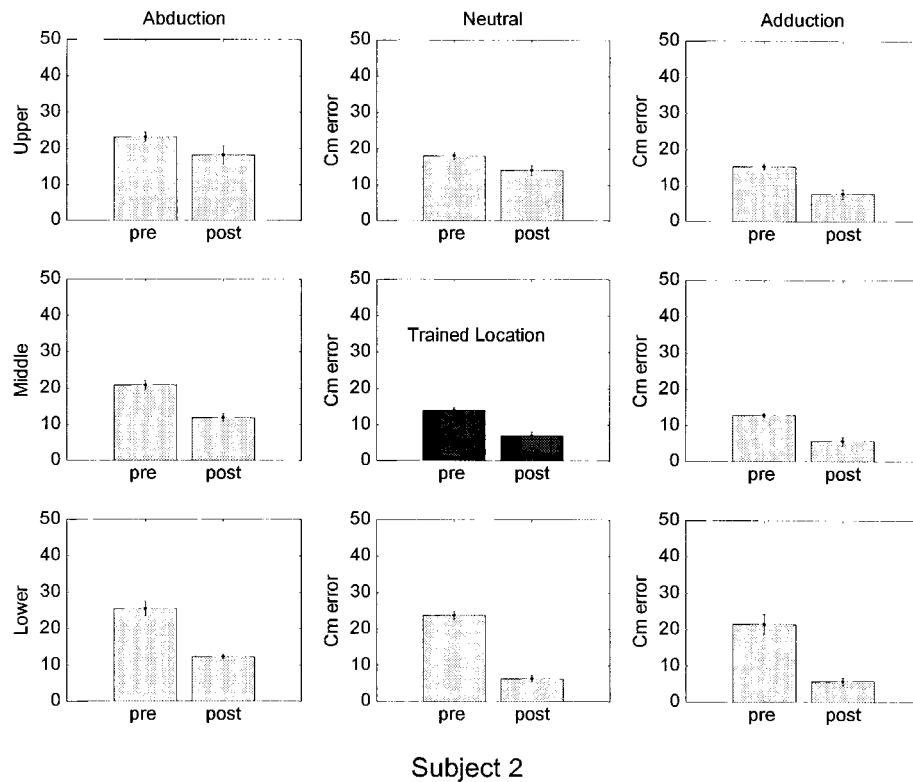 Abduction Neutral Adduction
50 50 50
40 40 40
30 30 30
20 20 20
10 10 10
0 0 0
Upper Cm error Cm error
pre post pre post pre post
50 50 50
40 40 40
30 Trained Location 30 30
20 20 20
10 10 10
0 0 0
Middle Cm error Cm error
pre post pre post pre post
50 50 50
40 40 40
30 30 30
20 20 20
10 10 10
0 0 0
Lower Cm error Cm error
pre post pre post pre post
Subject 2